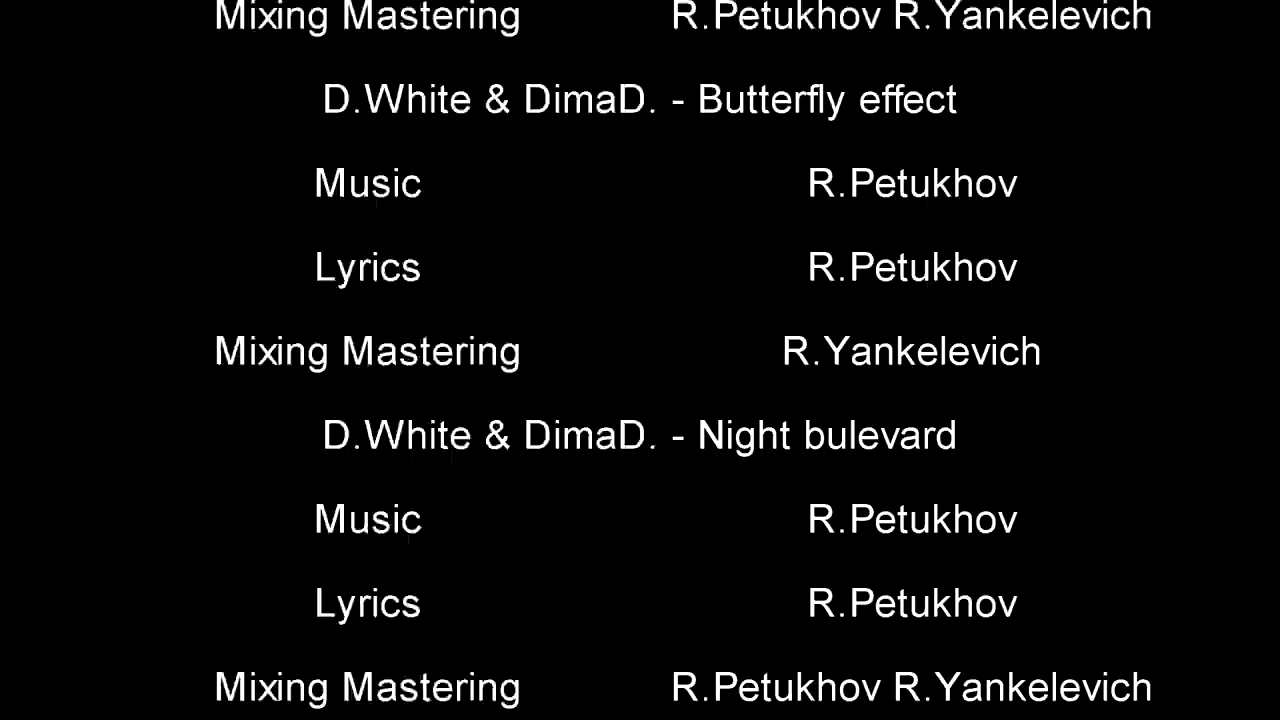 Mixing Mastering R.Petukhov R.Yankelevich
D.White & DimaD. - Butterfly effect
Music R.Petukhov
Lyrics R.Petukhov
Mixing Mastering R.Yankelevich
D.White & DimaD. - Night bulevard
Music R.Petukhov
Lyrics R.Petukhov
Mixing Mastering R.Petukhov R.Yankelevich